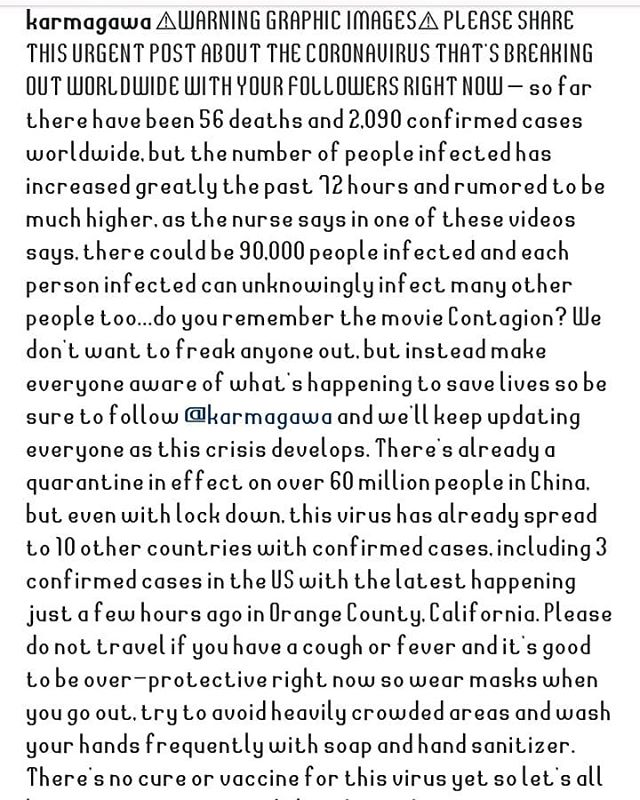 karmagawa ⚠WARNING GRAPHIC IMAGES⚠ PLEASE SHARE
THIS URGENT POST ABOUT THE CORONAVIRUS THAT'S BREAKING
OUT WORLDWIDE WITH YOUR FOLLOWERS RIGHT NOW — so far
there have been 56 deaths and 2,090 confirmed cases
worldwide, but the number of people infected has
increased greatly the past 72 hours and rumored to be
much higher, as the nurse says in one of these videos
says, there could be 90,000 people infected and each
person infected can unknowingly infect many other
people too...do you remember the movie Contagion? We
don't want to freak anyone out, but instead make
everyone aware of what's happening to save lives so be
sure to follow @karmagawa and we'll keep updating
everyone as this crisis develops. There's already a
quarantine in effect on over 60 million people in China,
but even with lock down, this virus has already spread
to 10 other countries with confirmed cases, including 3
confirmed cases in the US with the latest happening
just a few hours ago in Orange County, California. Please
do not travel if you have a cough or fever and it's good
to be over-protective right now so wear masks when
you go out, try to avoid heavily crowded areas and wash
your hands frequently with soap and hand sanitizer.
There's no cure or vaccine for this virus yet so let's all